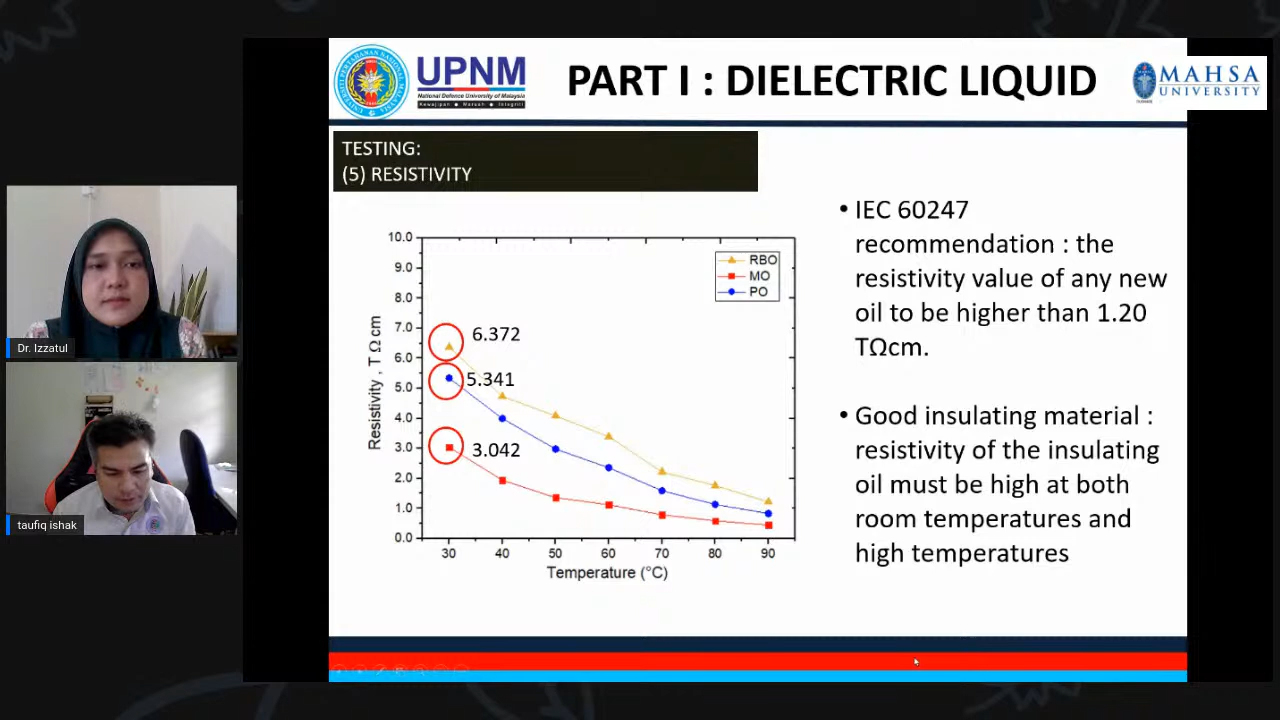 UPNM
National Defence University of Malaysia
Kewajipan • Maruah • Integriti
PART I : DIELECTRIC LIQUID
MAHSA
UNIVERSITY
TESTING:
(5) RESISTIVITY
• IEC 60247
recommendation : the
resistivity value of any new
oil to be higher than 1.20
TΩcm.
• Good insulating material :
resistivity of the insulating
oil must be high at both
room temperatures and
high temperatures
Resistivity , T Ω cm
10.0
9.0
8.0
7.0
6.0
5.0
4.0
3.0
2.0
1.0
0.0
RBO
MO
PO
6.372
5.341
3.042
30 40 50 60 70 80 90
Temperature (°C)
Dr. Izzatul
taufiq ishak